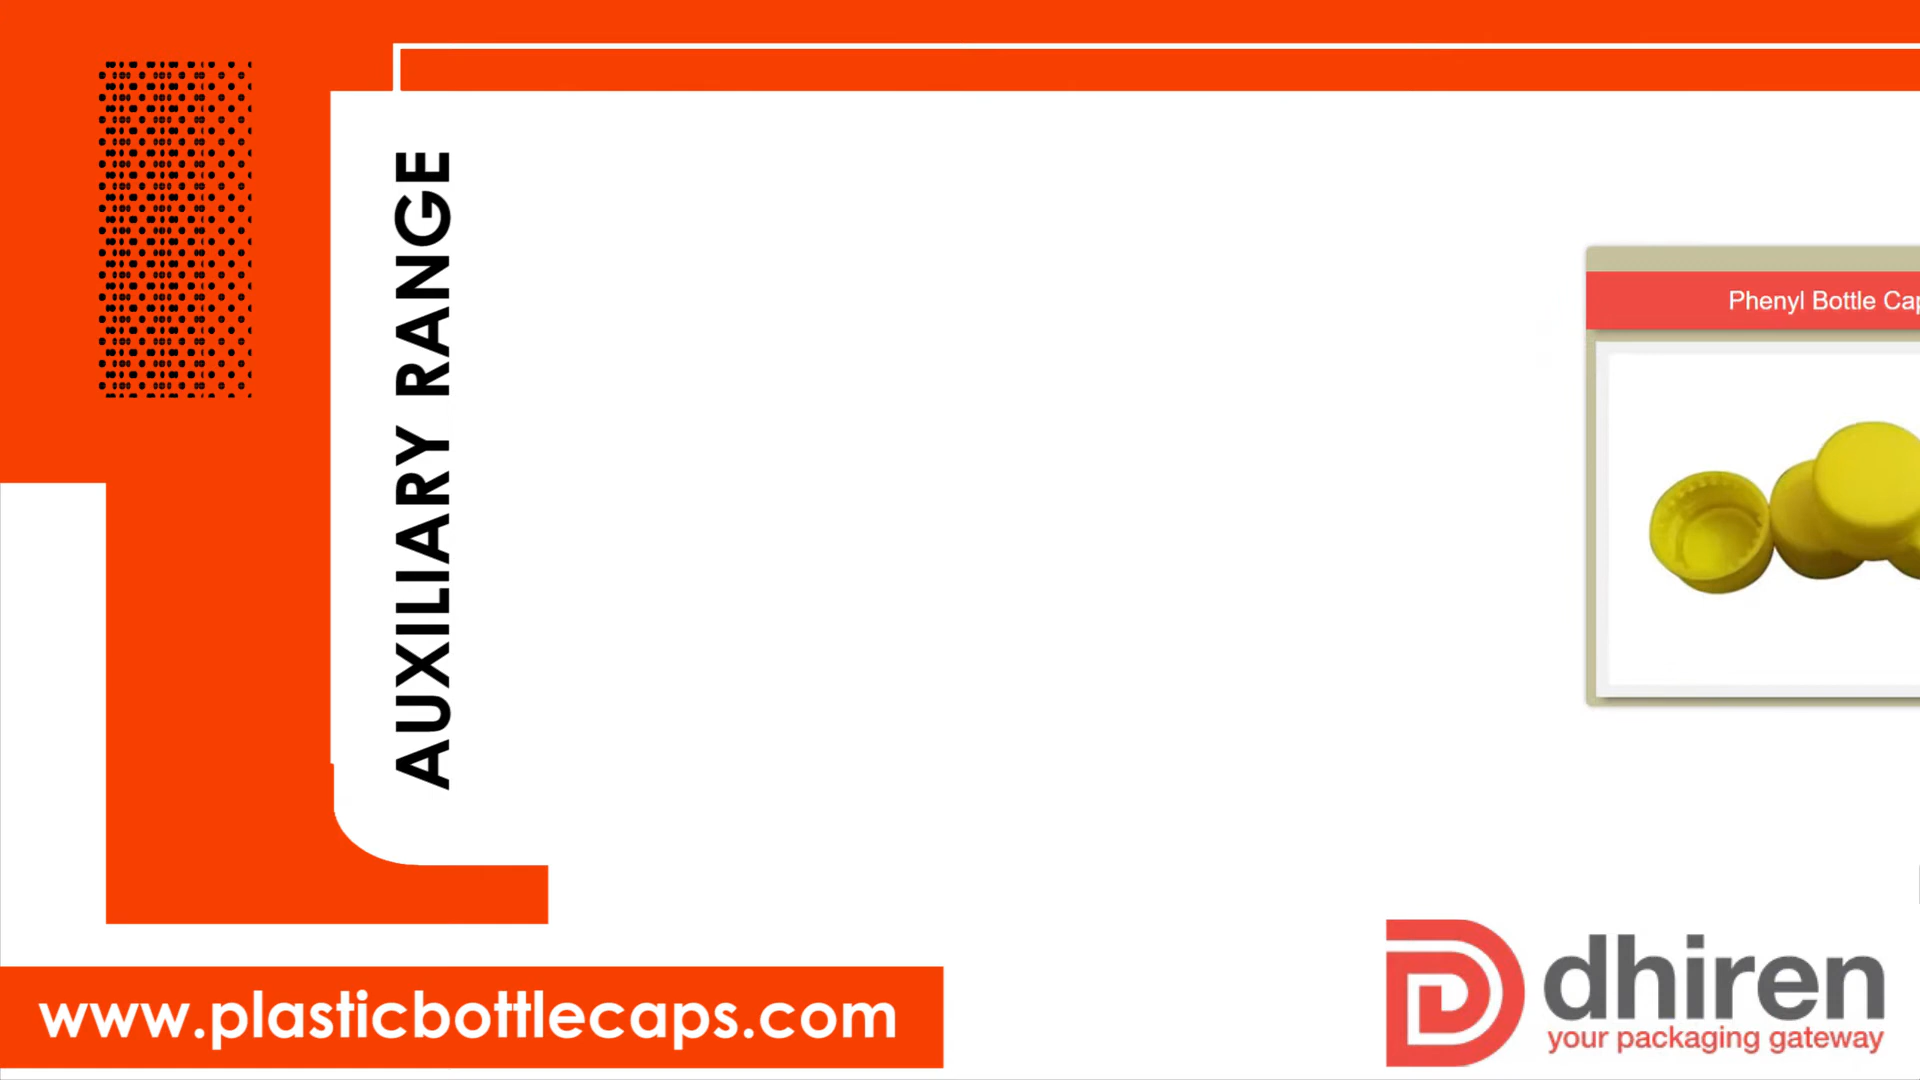 AUXILIARY RANGE
Phenyl Bottle Cap
www.plasticbottlecaps.com
dhiren
your packaging gateway